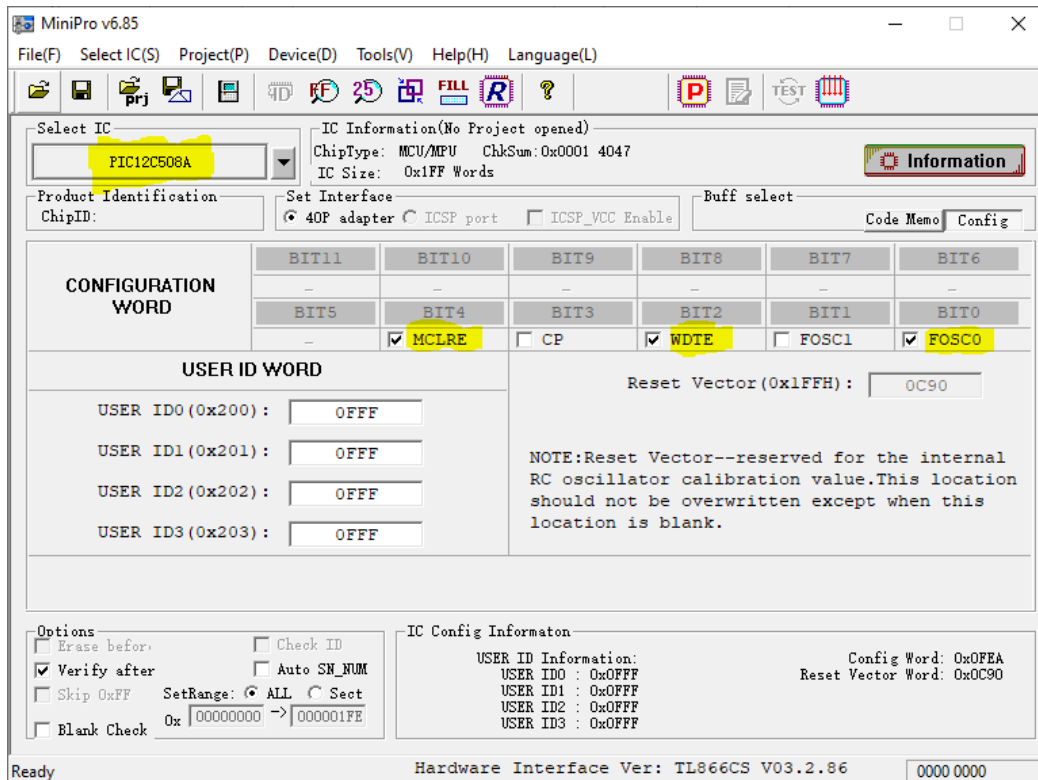 MiniPro v6.85
File(F) Select IC(S) Project(P) Device(D) Tools(V) Help(H) Language(L)
prj 4D FF 25 FILL R ? P TEST
Select IC
PIC12C508A
IC Information(No Project opened)
ChipType: MCU/MPU ChkSum:0x0001 4047
IC Size: 0x1FF Words
Information
Product Identification
ChipID:
Set Interface
40P adapter ICSP port ICSP_VCC Enable
Buff select
Code Memo Config
CONFIGURATION WORD
BIT11 BIT10 BIT9 BIT8 BIT7 BIT6
– – – – – –
BIT5 BIT4 BIT3 BIT2 BIT1 BIT0
– MCLRE CP WDTE FOSC1 FOSC0
USER ID WORD
USER ID0(0x200): 0FFF
USER ID1(0x201): 0FFF
USER ID2(0x202): 0FFF
USER ID3(0x203): 0FFF
Reset Vector(0x1FFH): 0C90
NOTE:Reset Vector--reserved for the internal
RC oscillator calibration value.This location
should not be overwritten except when this
location is blank.
Options
Erase befor Check ID
Verify after Auto SN_NUM
Skip 0xFF SetRange: ALL Sect
Blank Check 0x 00000000 -> 000001FE
IC Config Informaton
USER ID Information:
USER ID0 : 0x0FFF
USER ID1 : 0x0FFF
USER ID2 : 0x0FFF
USER ID3 : 0x0FFF
Config Word: 0x0FEA
Reset Vector Word: 0x0C90
Ready Hardware Interface Ver: TL866CS V03.2.86 0000 0000